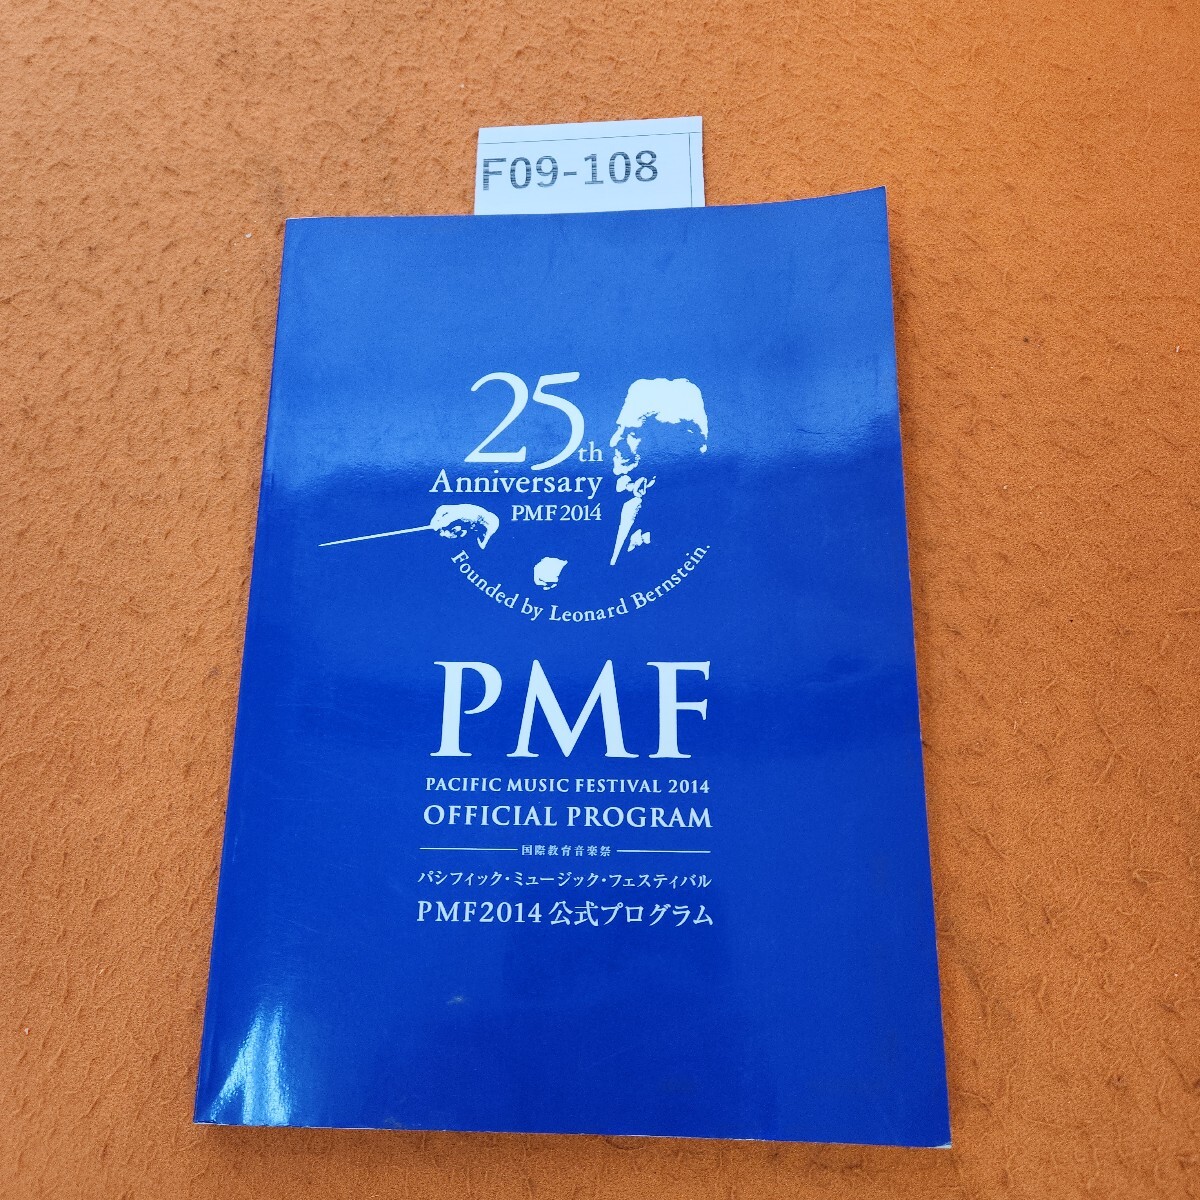 F09-108
25th
Anniversary
PMF2014
Founded by Leonard Bernstein.
PMF
PACIFIC MUSIC FESTIVAL 2014
OFFICIAL PROGRAM
国際教育音楽祭
パシフィック・ミュージック・フェスティバル
PMF2014 公式プログラム